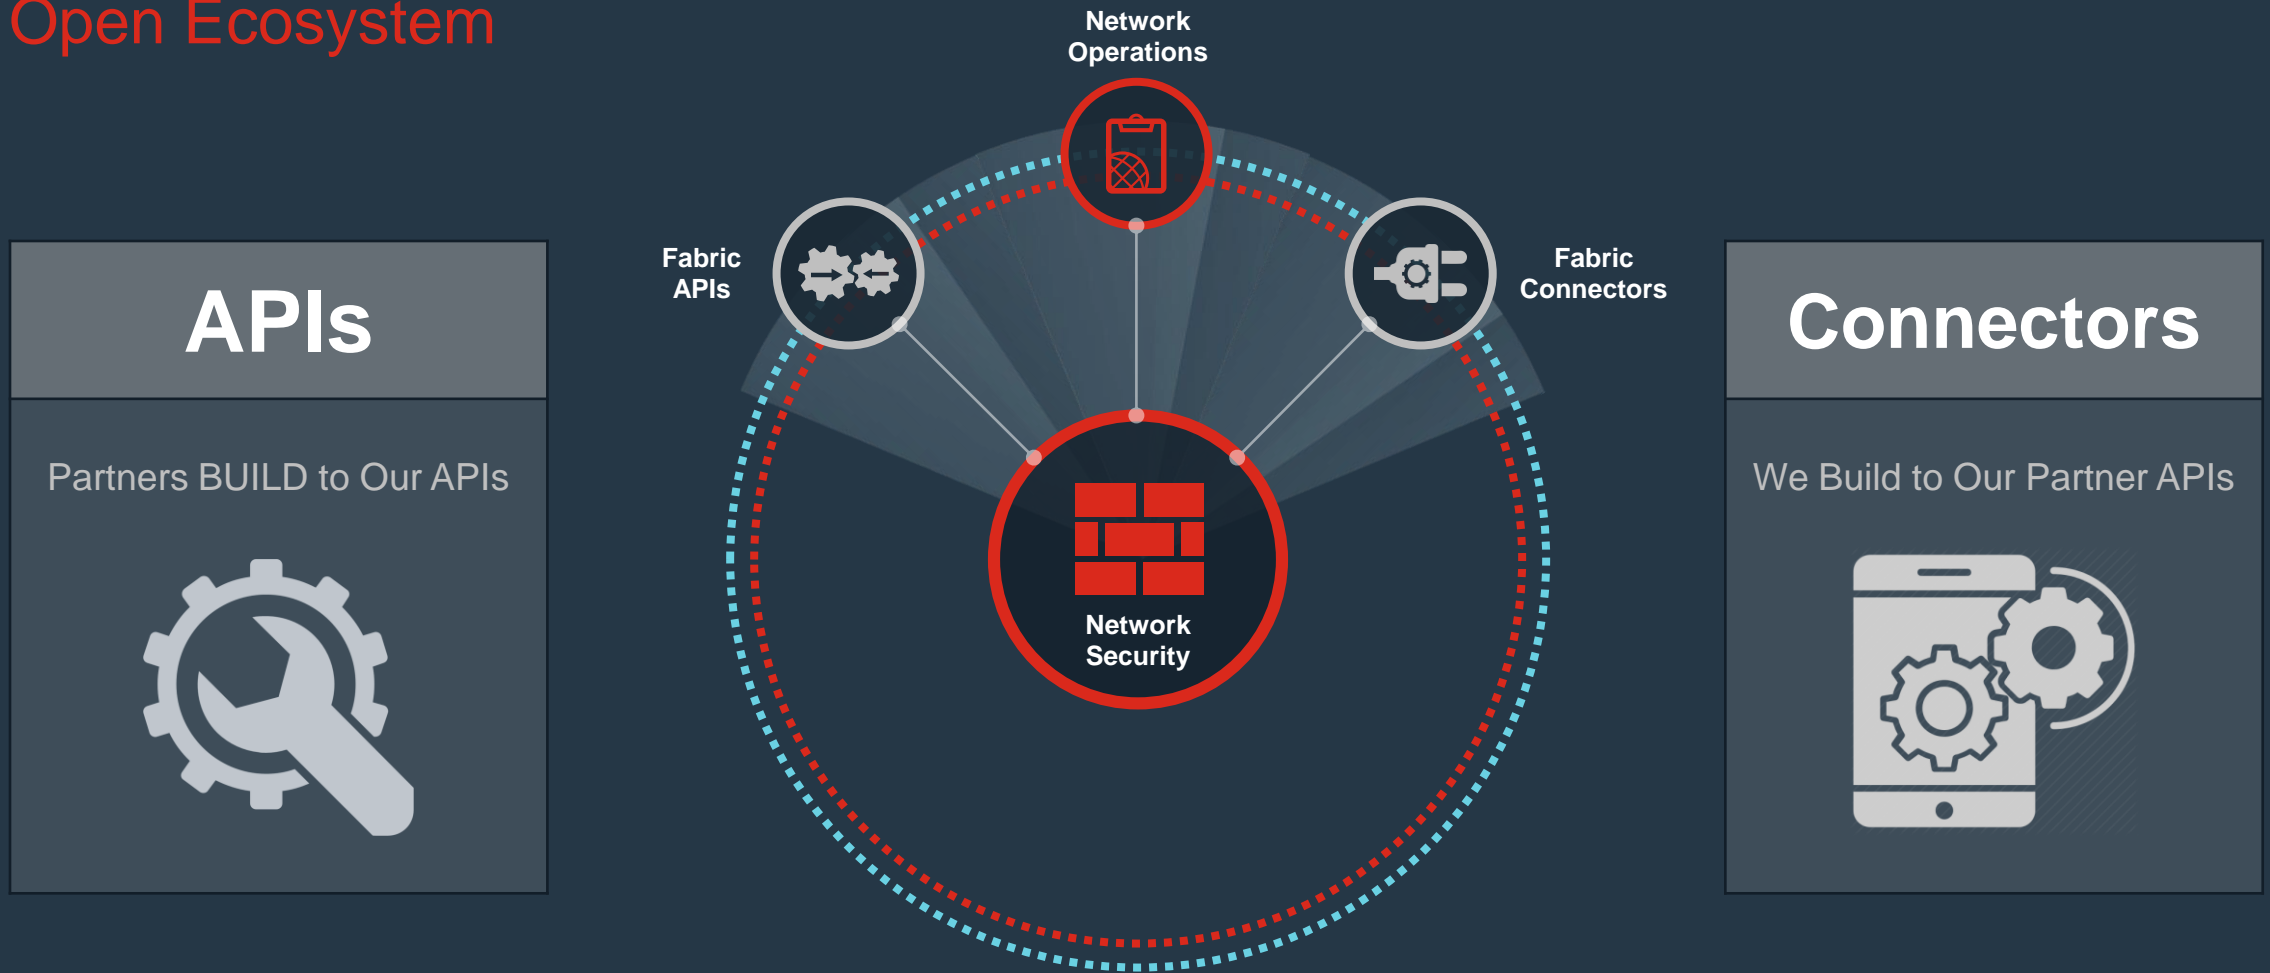 Open Ecosystem
Network
Operations
Fabric
APIs
Fabric
Connectors
APIs
Partners BUILD to Our APIs
Network
Security
Connectors
We Build to Our Partner APIs